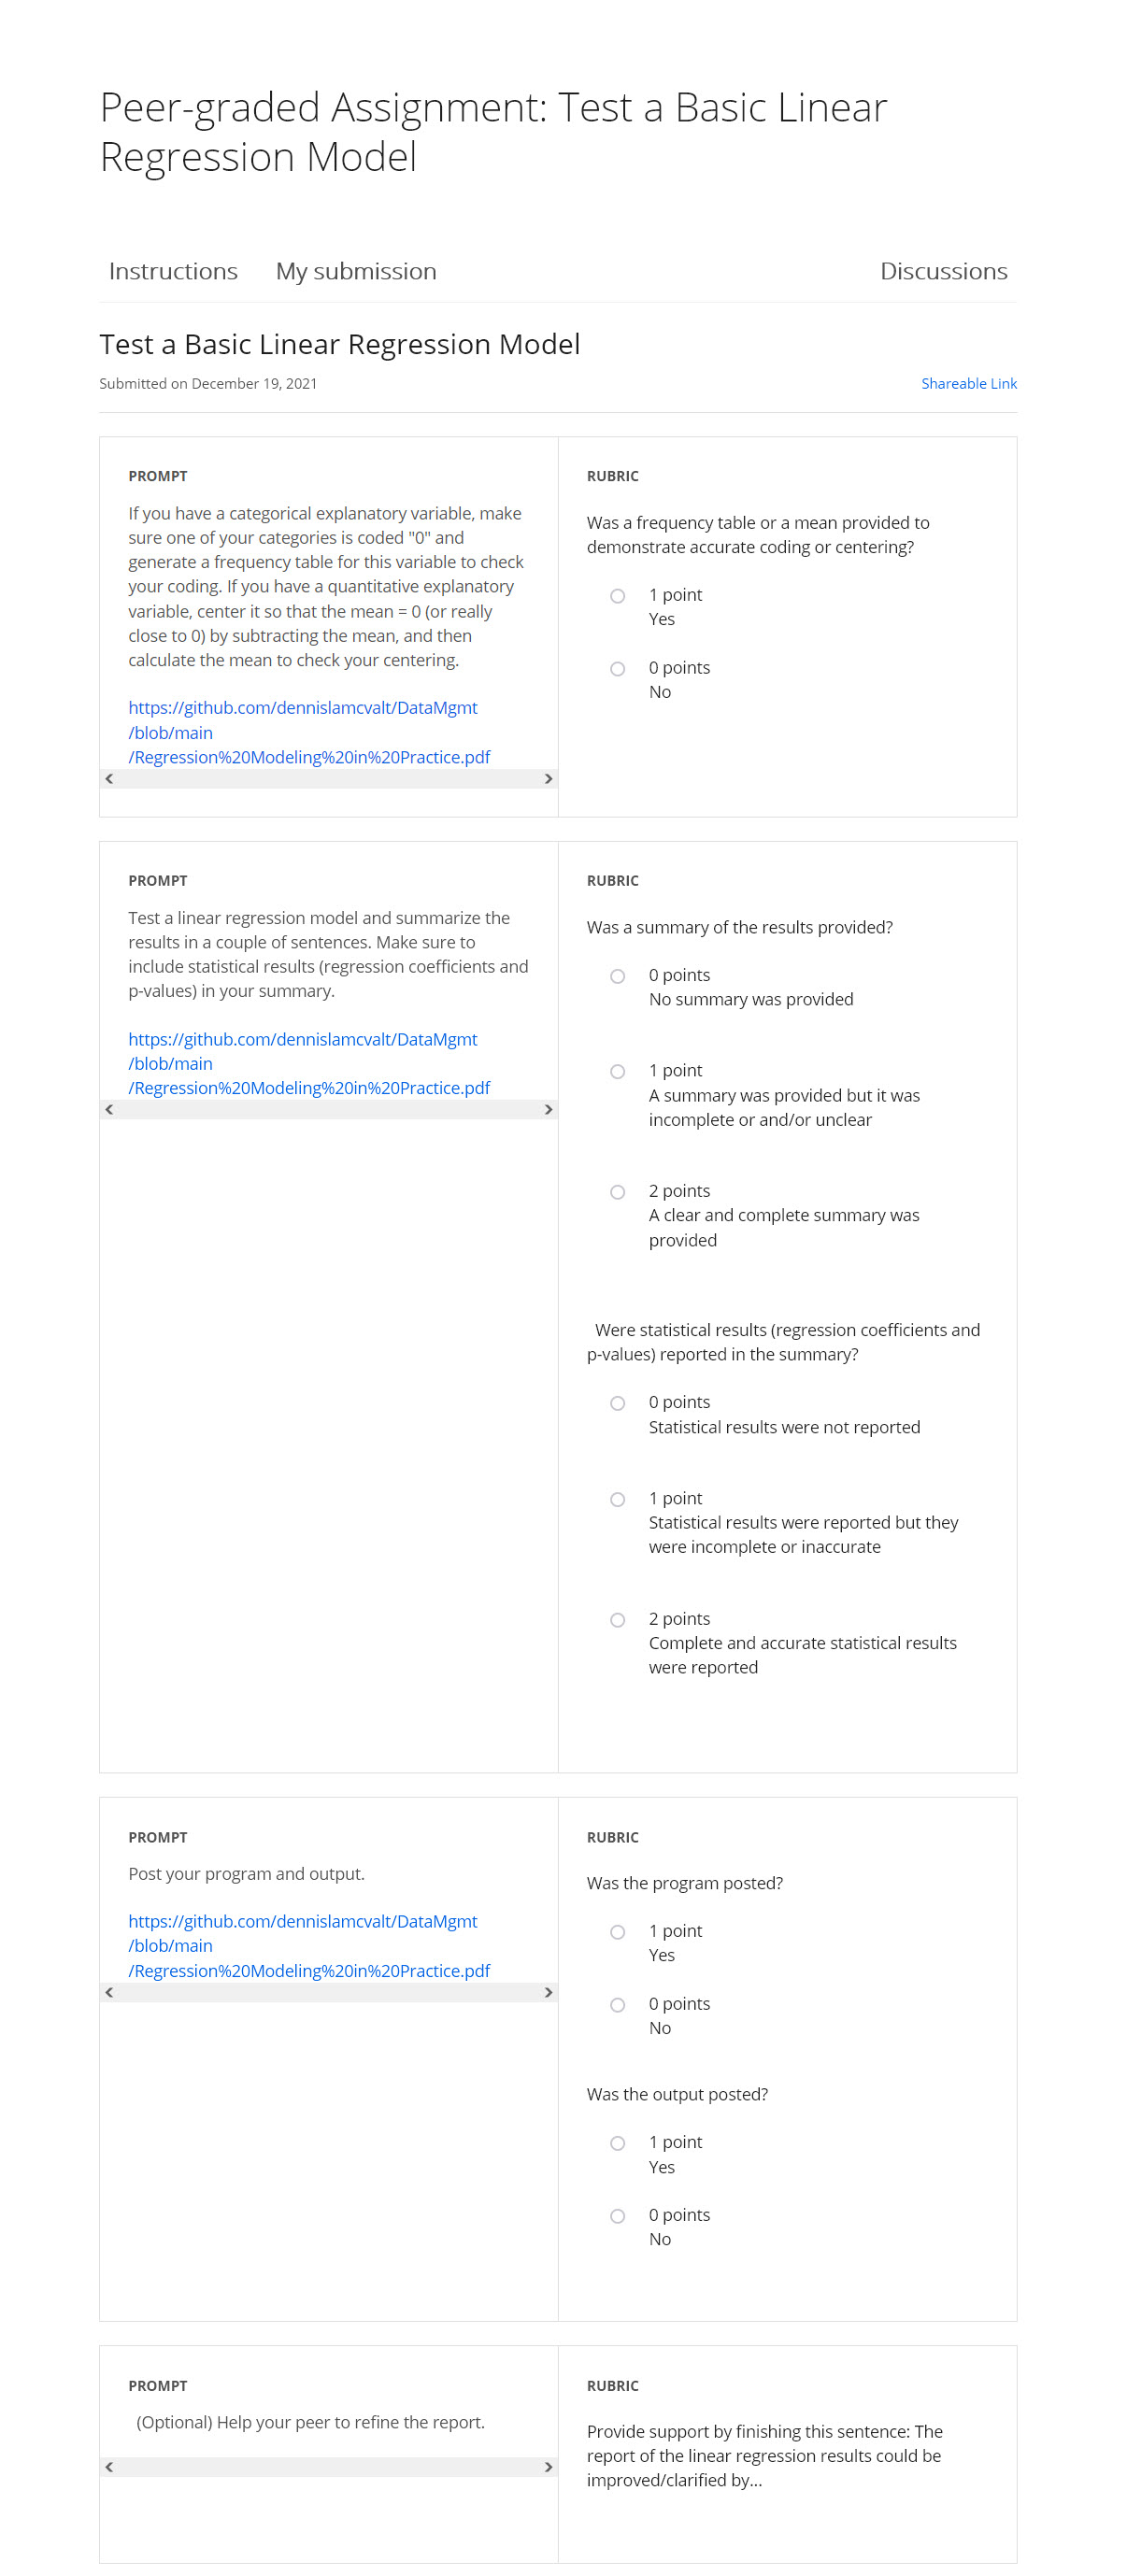 Peer-graded Assignment: Test a Basic Linear
Regression Model
Instructions My submission Discussions
Test a Basic Linear Regression Model
Submitted on December 19, 2021 Shareable Link
PROMPT
If you have a categorical explanatory variable, make
sure one of your categories is coded "0" and
generate a frequency table for this variable to check
your coding. If you have a quantitative explanatory
variable, center it so that the mean = 0 (or really
close to 0) by subtracting the mean, and then
calculate the mean to check your centering.
https://github.com/dennislamcvalt/DataMgmt
/blob/main
/Regression%20Modeling%20in%20Practice.pdf
RUBRIC
Was a frequency table or a mean provided to
demonstrate accurate coding or centering?
1 point
Yes
0 points
No
PROMPT
Test a linear regression model and summarize the
results in a couple of sentences. Make sure to
include statistical results (regression coefficients and
p-values) in your summary.
https://github.com/dennislamcvalt/DataMgmt
/blob/main
/Regression%20Modeling%20in%20Practice.pdf
RUBRIC
Was a summary of the results provided?
0 points
No summary was provided
1 point
A summary was provided but it was
incomplete or and/or unclear
2 points
A clear and complete summary was
provided
Were statistical results (regression coefficients and
p-values) reported in the summary?
0 points
Statistical results were not reported
1 point
Statistical results were reported but they
were incomplete or inaccurate
2 points
Complete and accurate statistical results
were reported
PROMPT
Post your program and output.
https://github.com/dennislamcvalt/DataMgmt
/blob/main
/Regression%20Modeling%20in%20Practice.pdf
RUBRIC
Was the program posted?
1 point
Yes
0 points
No
Was the output posted?
1 point
Yes
0 points
No
PROMPT
(Optional) Help your peer to refine the report.
RUBRIC
Provide support by finishing this sentence: The
report of the linear regression results could be
improved/clarified by...